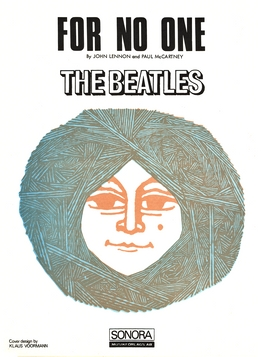 FOR NO ONE
By JOHN LENNON and PAUL McCARTNEY
THE BEATLES
Cover design by
KLAUS VOORMANN
SONORA